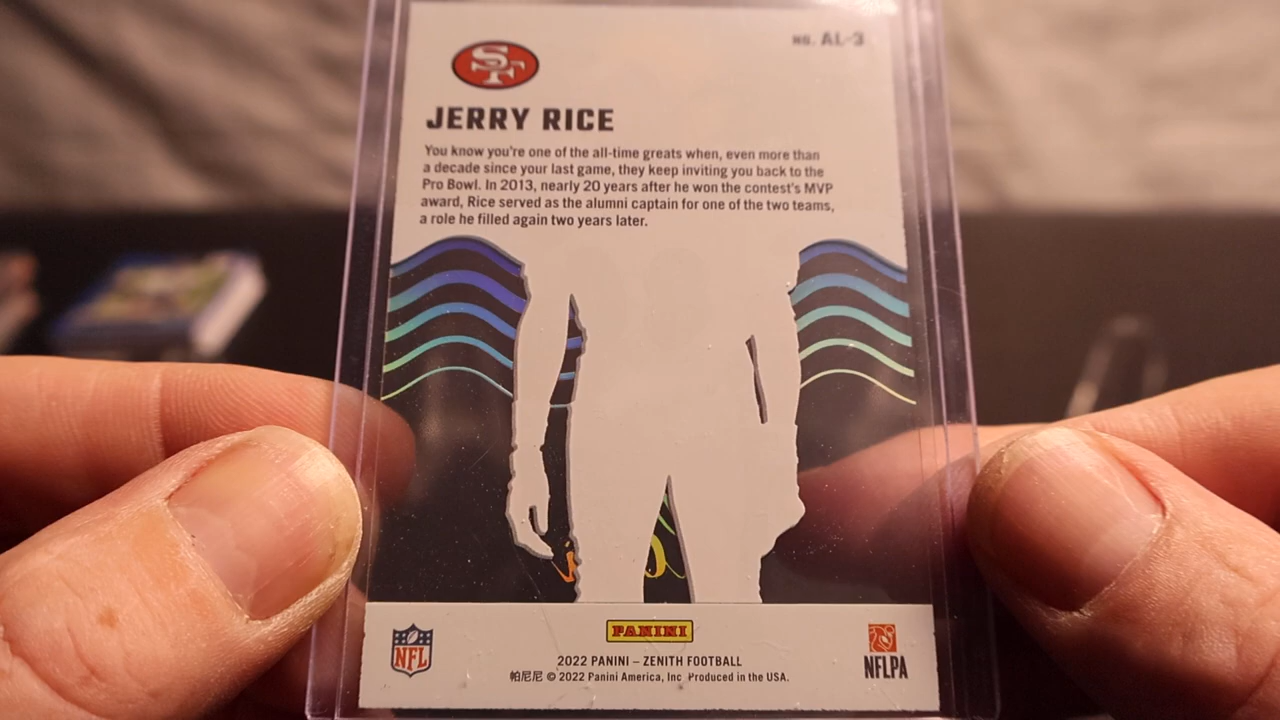 NO. AL-3
SF
JERRY RICE
You know you're one of the all-time greats when, even more than
a decade since your last game, they keep inviting you back to the
Pro Bowl. In 2013, nearly 20 years after he won the contest's MVP
award, Rice served as the alumni captain for one of the two teams,
a role he filled again two years later.
NFL
PANINI
NFLPA
2022 PANINI – ZENITH FOOTBALL
帕尼尼 © 2022 Panini America, Inc Produced in the USA.